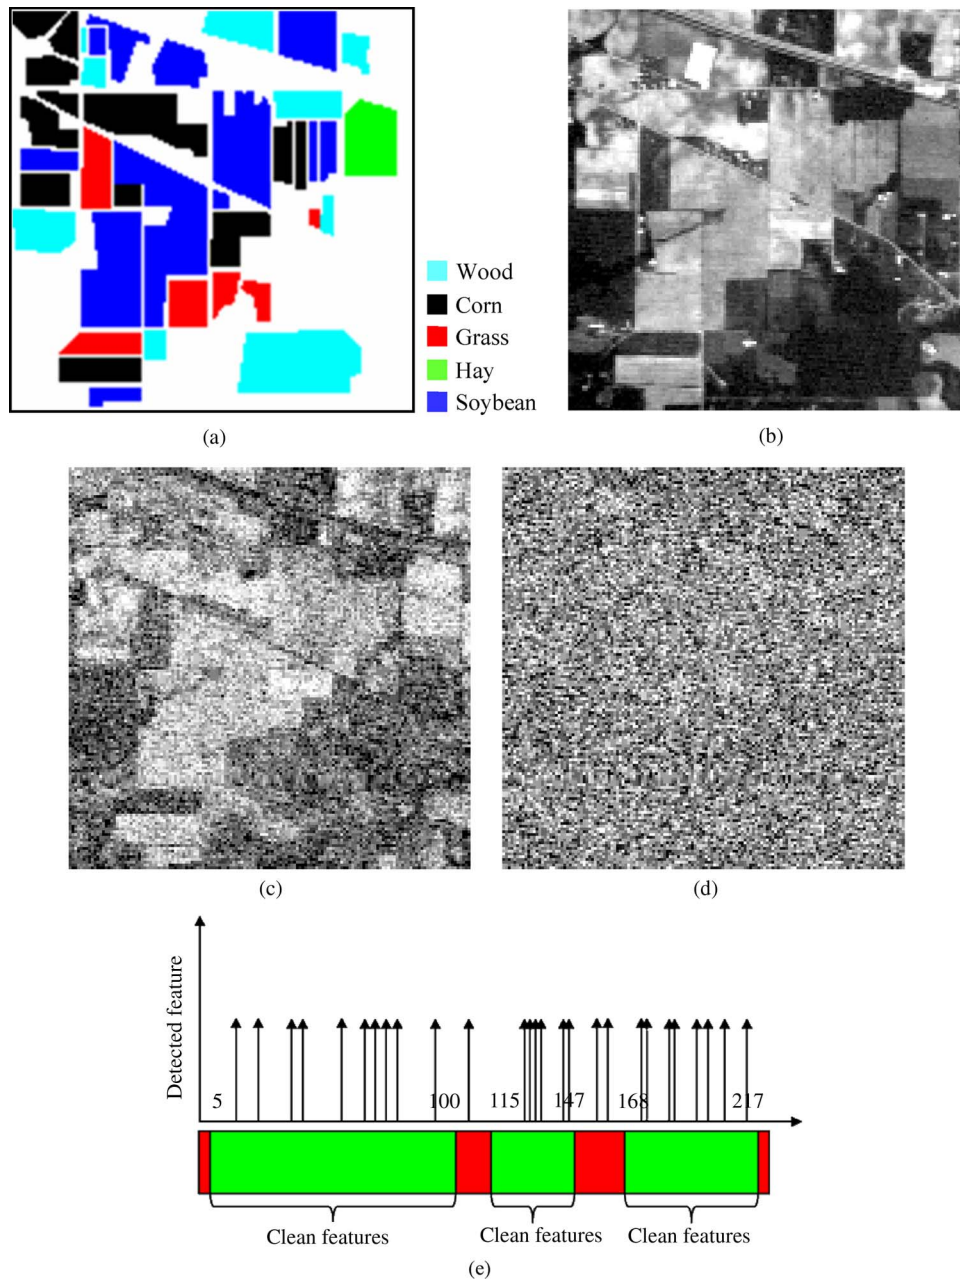 Wood
Corn
Grass
Hay
Soybean
(a)
(b)
(c)
(d)
Detected feature
5 100 115 147 168 217
Clean features Clean features Clean features
(e)